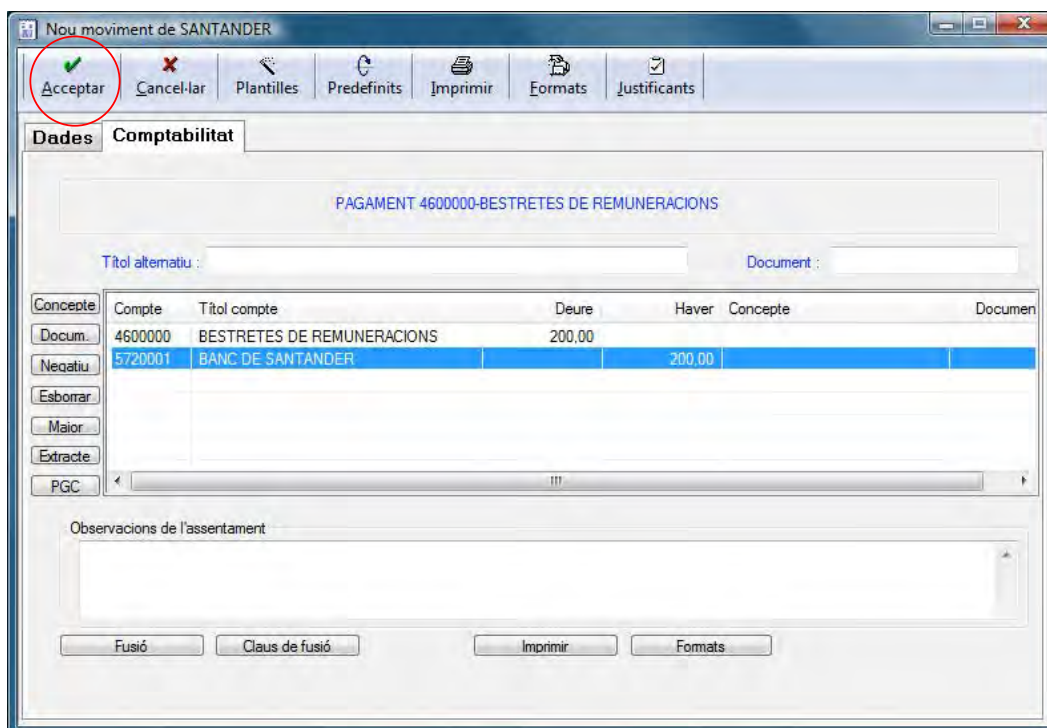 Nou moviment de SANTANDER
Acceptar Cancel·lar Plantilles Predefinits Imprimir Formats Justificants
Dades Comptabilitat
PAGAMENT 4600000-BESTRETES DE REMUNERACIONS
Títol alternatiu : Document :
Concepte Compte Títol compte Deure Haver Concepte Documen
Docum. 4600000 BESTRETES DE REMUNERACIONS 200,00
Negatiu 5720001 BANC DE SANTANDER 200,00
Esborrar
Maior
Extracte
PGC
Observacions de l'assentament
Fusió Claus de fusió Imprimir Formats